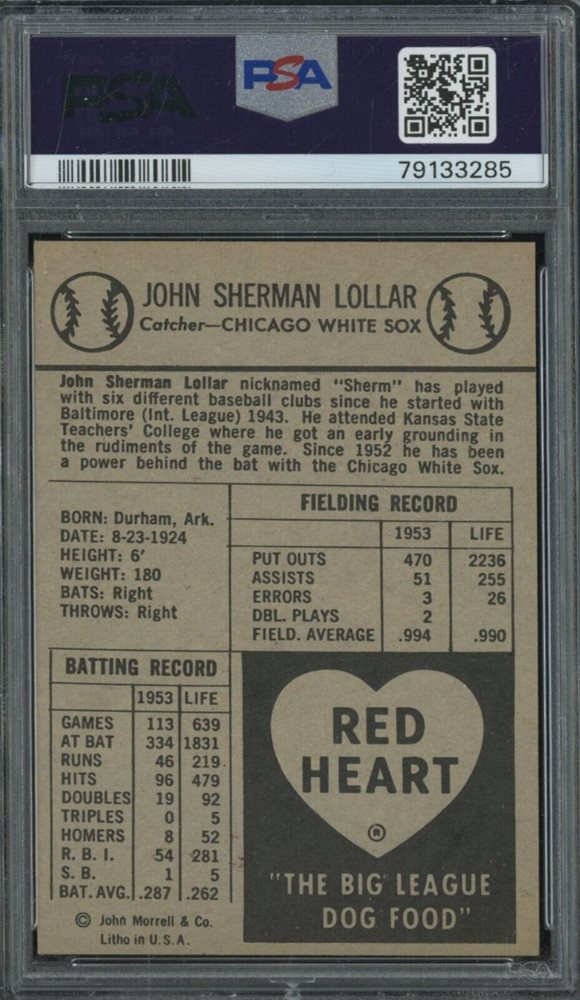 PSA
PSA
79133285
JOHN SHERMAN LOLLAR
Catcher—CHICAGO WHITE SOX
John Sherman Lollar nicknamed "Sherm" has played
with six different baseball clubs since he started with
Baltimore (Int. League) 1943. He attended Kansas State
Teachers' College where he got an early grounding in
the rudiments of the game. Since 1952 he has been
a power behind the bat with the Chicago White Sox.
BORN: Durham, Ark.
DATE: 8-23-1924
HEIGHT: 6'
WEIGHT: 180
BATS: Right
THROWS: Right
FIELDING RECORD
1953 LIFE
PUT OUTS 470 2236
ASSISTS 51 255
ERRORS 3 26
DBL. PLAYS 2
FIELD. AVERAGE .994 .990
BATTING RECORD
1953 LIFE
GAMES 113 639
AT BAT 334 1831
RUNS 46 219
HITS 96 479
DOUBLES 19 92
TRIPLES 0 5
HOMERS 8 52
R. B. I. 54 281
S. B. 1 5
BAT. AVG. .287 .262
© John Morrell & Co.
Litho in U.S.A.
RED
HEART
®
"THE BIG LEAGUE
DOG FOOD"
PSA